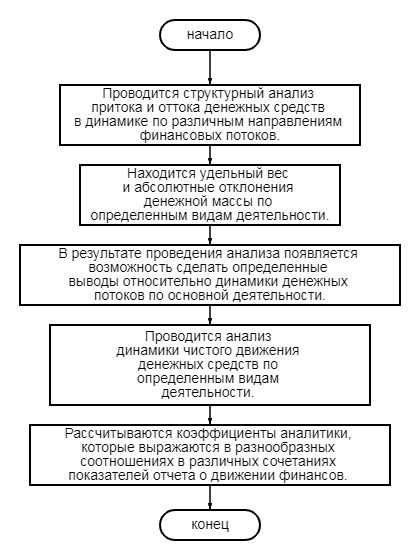 начало
Проводится структурный анализ
притока и оттока денежных средств
в динамике по различным направлениям
финансовых потоков.
Находится удельный вес
и абсолютные отклонения
денежной массы по
определенным видам деятельности.
В результате проведения анализа появляется
возможность сделать определенные
выводы относительно динамики денежных
потоков по основной деятельности.
Проводится анализ
динамики чистого движения
денежных средств по
определенным видам
деятельности.
Рассчитываются коэффициенты аналитики,
которые выражаются в разнообразных
соотношениях в различных сочетаниях
показателей отчета о движении финансов.
конец